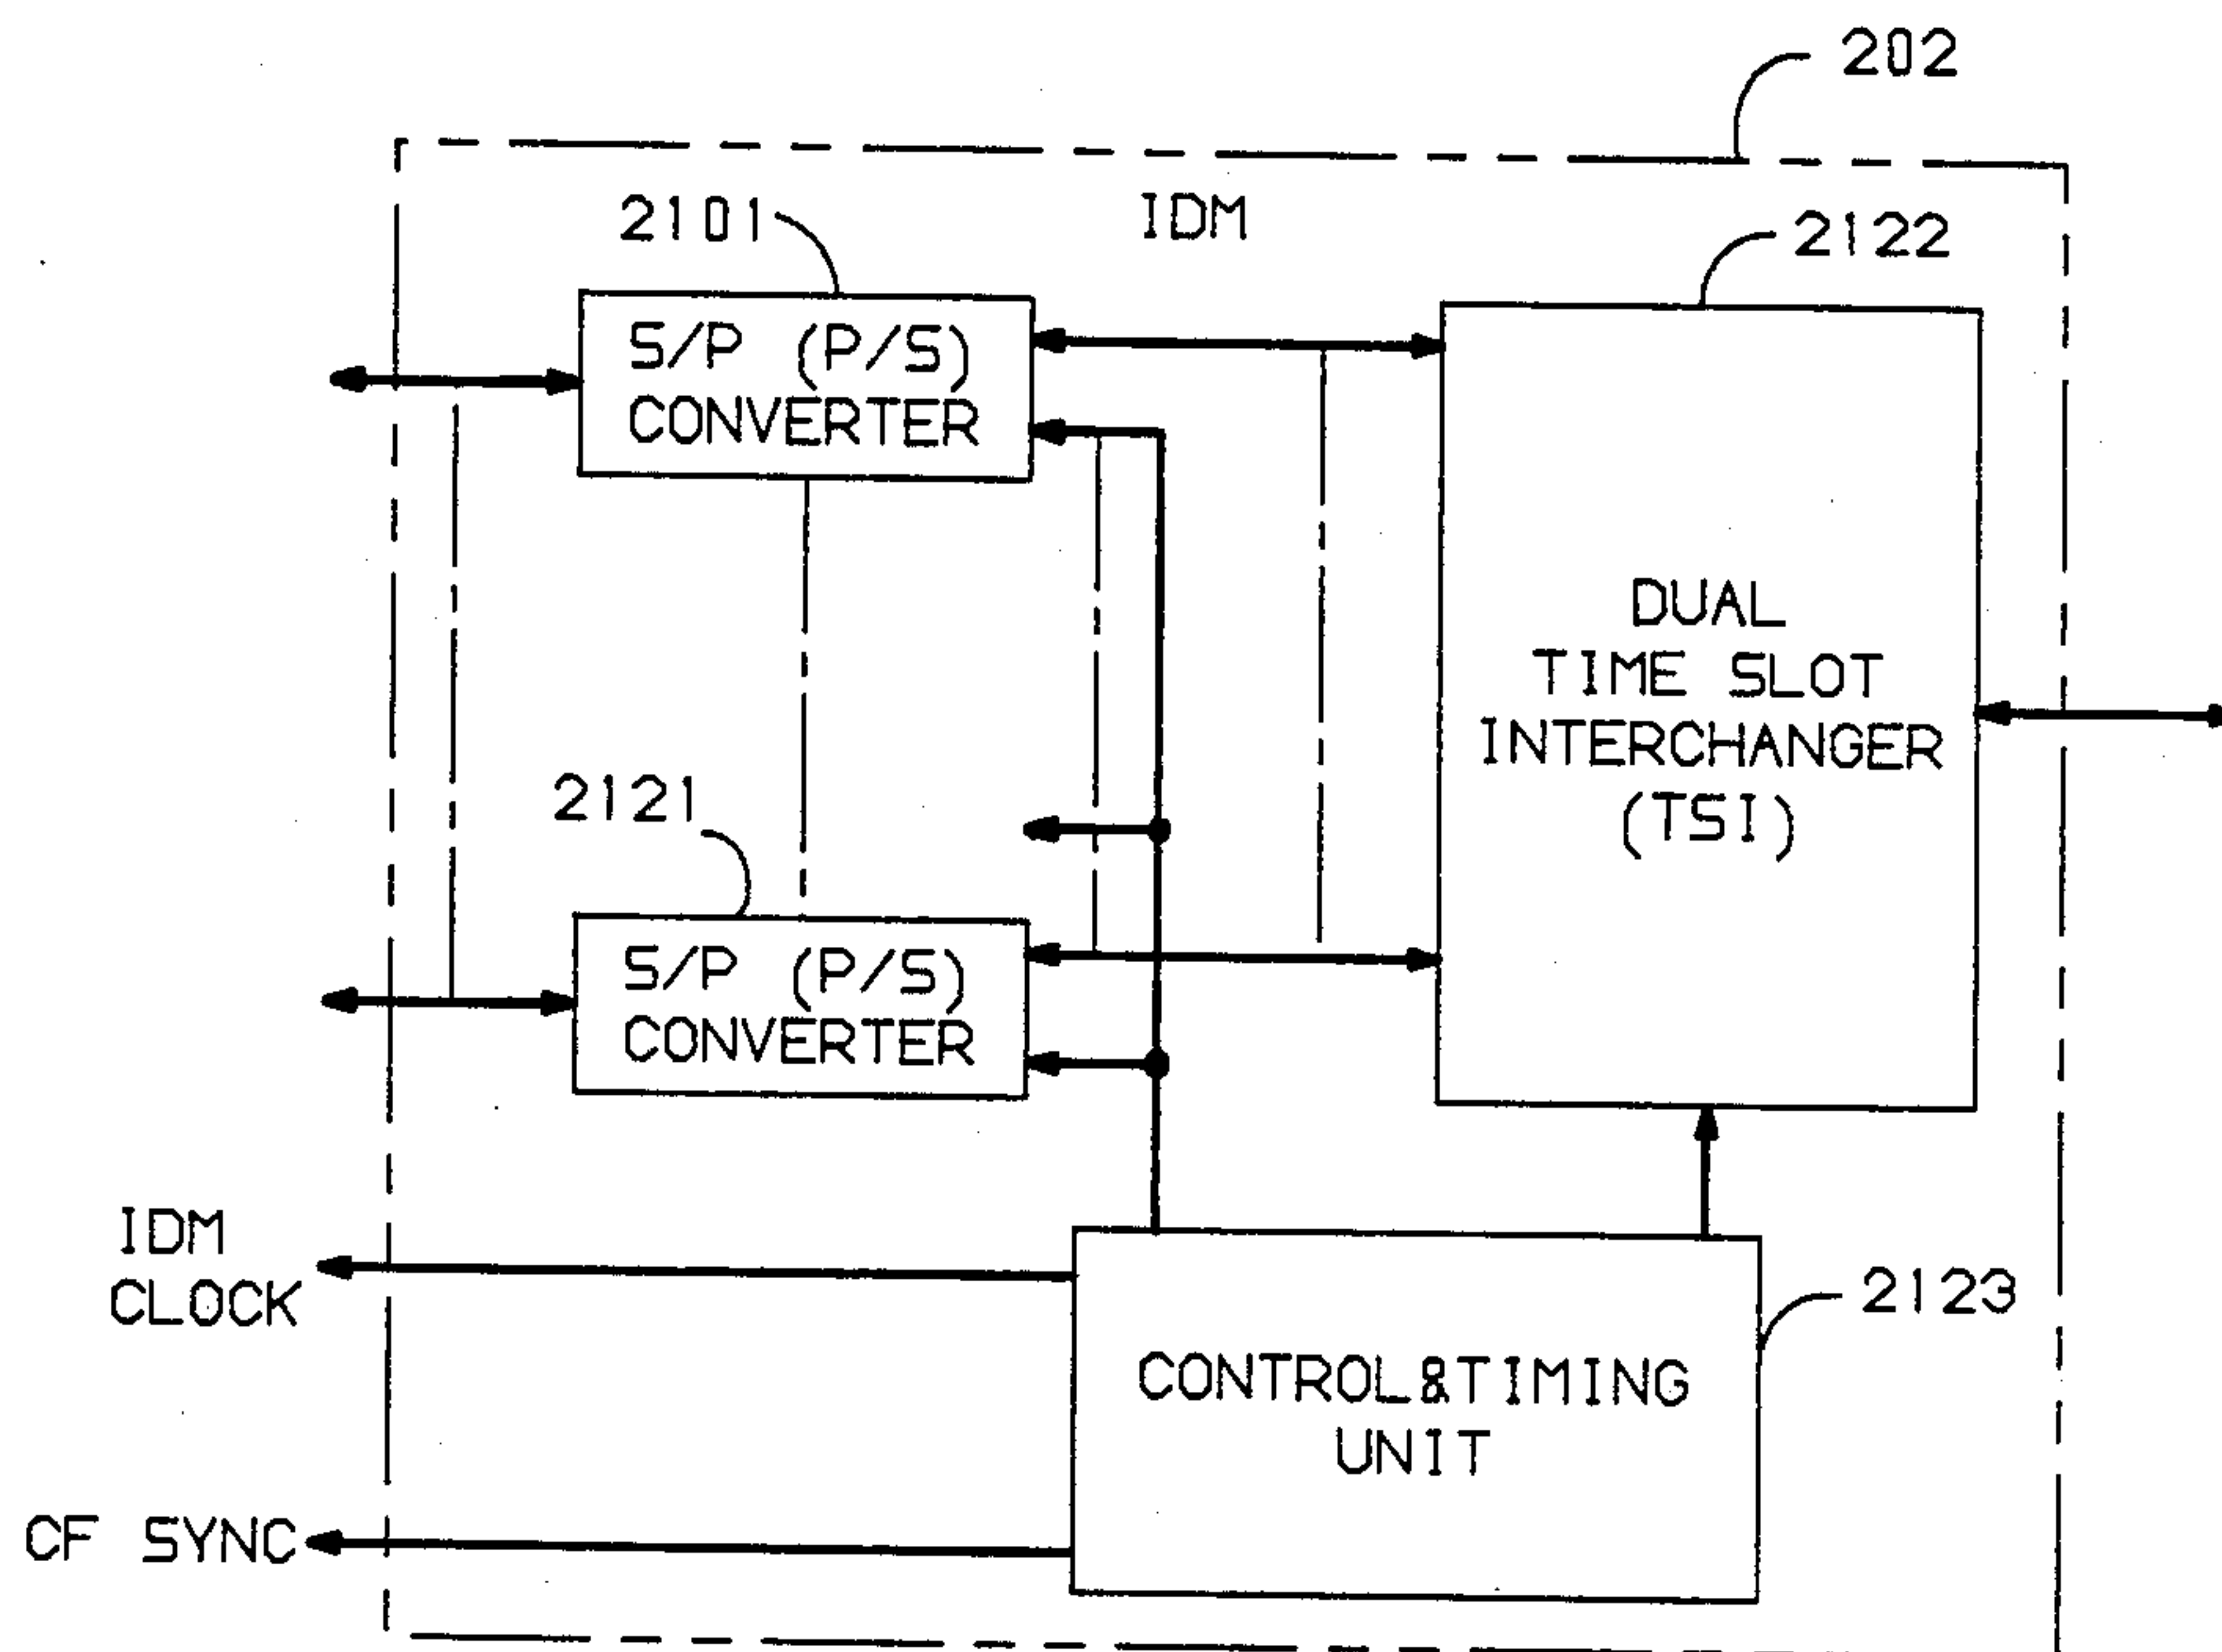 202
IDM
2101
2122
S/P (P/S)
CONVERTER
DUAL
TIME SLOT
INTERCHANGER
(TSI)
2121
S/P (P/S)
CONVERTER
IDM
CLOCK
2123
CONTROL&TIMING
UNIT
CF SYNC